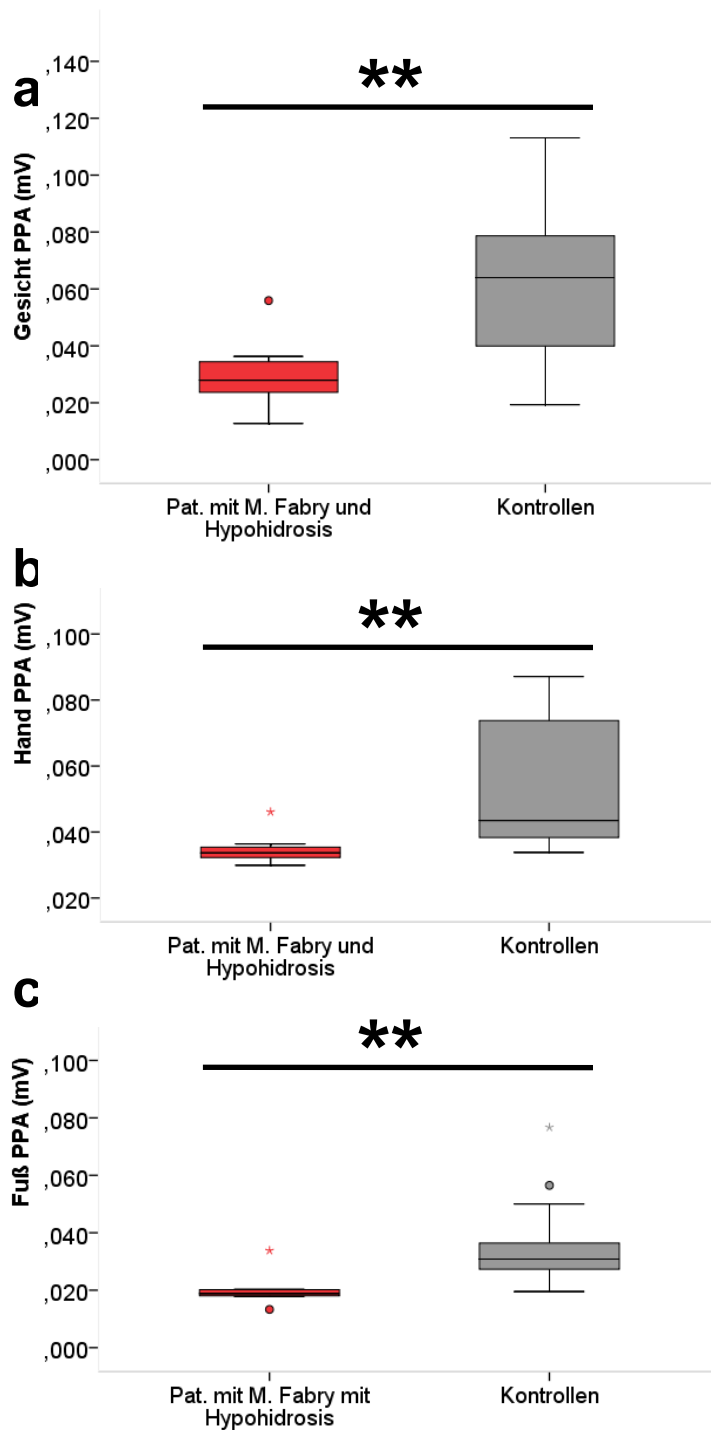 a
**
Gesicht PPA (mV)
,140
,120
,100
,080
,060
,040
,020
,000
Pat. mit M. Fabry und
Hypohidrosis
Kontrollen
b
**
Hand PPA (mV)
,100
,080
,060
,040
,020
Pat. mit M. Fabry und
Hypohidrosis
Kontrollen
c
**
Fuß PPA (mV)
,100
,080
,060
,040
,020
,000
Pat. mit M. Fabry mit
Hypohidrosis
Kontrollen